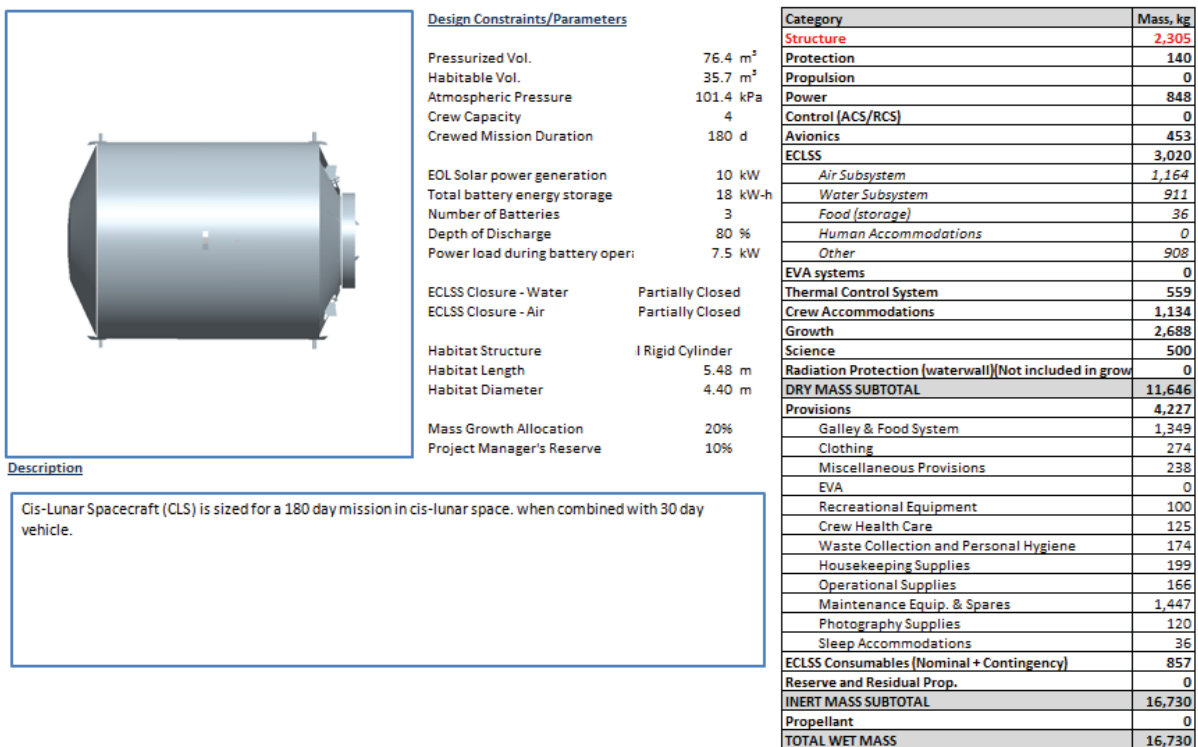 Design Constraints/Parameters
Pressurized Vol. 76.4 m³
Habitable Vol. 35.7 m³
Atmospheric Pressure 101.4 kPa
Crew Capacity 4
Crewed Mission Duration 180 d
EOL Solar power generation 10 kW
Total battery energy storage 18 kW-h
Number of Batteries 3
Depth of Discharge 80 %
Power load during battery oper: 7.5 kW
ECLSS Closure - Water Partially Closed
ECLSS Closure - Air Partially Closed
Habitat Structure l Rigid Cylinder
Habitat Length 5.48 m
Habitat Diameter 4.40 m
Mass Growth Allocation 20%
Project Manager's Reserve 10%
Description
Cis-Lunar Spacecraft (CLS) is sized for a 180 day mission in cis-lunar space. when combined with 30 day
vehicle.
Category Mass, kg
Structure 2,305
Protection 140
Propulsion 0
Power 848
Control (ACS/RCS) 0
Avionics 453
ECLSS 3,020
Air Subsystem 1,164
Water Subsystem 911
Food (storage) 36
Human Accommodations 0
Other 908
EVA systems 0
Thermal Control System 559
Crew Accommodations 1,134
Growth 2,688
Science 500
Radiation Protection (waterwall)(Not included in grow 0
DRY MASS SUBTOTAL 11,646
Provisions 4,227
Galley & Food System 1,349
Clothing 274
Miscellaneous Provisions 238
EVA 0
Recreational Equipment 100
Crew Health Care 125
Waste Collection and Personal Hygiene 174
Housekeeping Supplies 199
Operational Supplies 166
Maintenance Equip. & Spares 1,447
Photography Supplies 120
Sleep Accommodations 36
ECLSS Consumables (Nominal + Contingency) 857
Reserve and Residual Prop. 0
INERT MASS SUBTOTAL 16,730
Propellant 0
TOTAL WET MASS 16,730